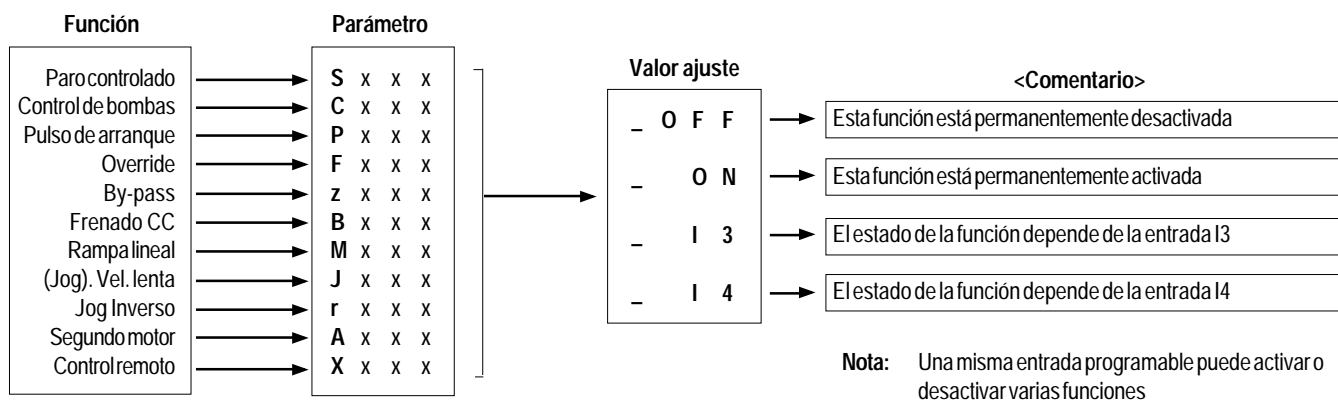 Función
Parámetro
Paro controlado S x x x
Control de bombas C x x x
Pulso de arranque P x x x
Override F x x x
By-pass z x x x
Frenado CC B x x x
Rampa lineal M x x x
(Jog). Vel. lenta J x x x
Jog Inverso r x x x
Segundo motor A x x x
Control remoto X x x x
Valor ajuste
<Comentario>
_ O F F Esta función está permanentemente desactivada
_ O N Esta función está permanentemente activada
_ I 3 El estado de la función depende de la entrada I3
_ I 4 El estado de la función depende de la entrada I4
Nota: Una misma entrada programable puede activar o
desactivar varias funciones